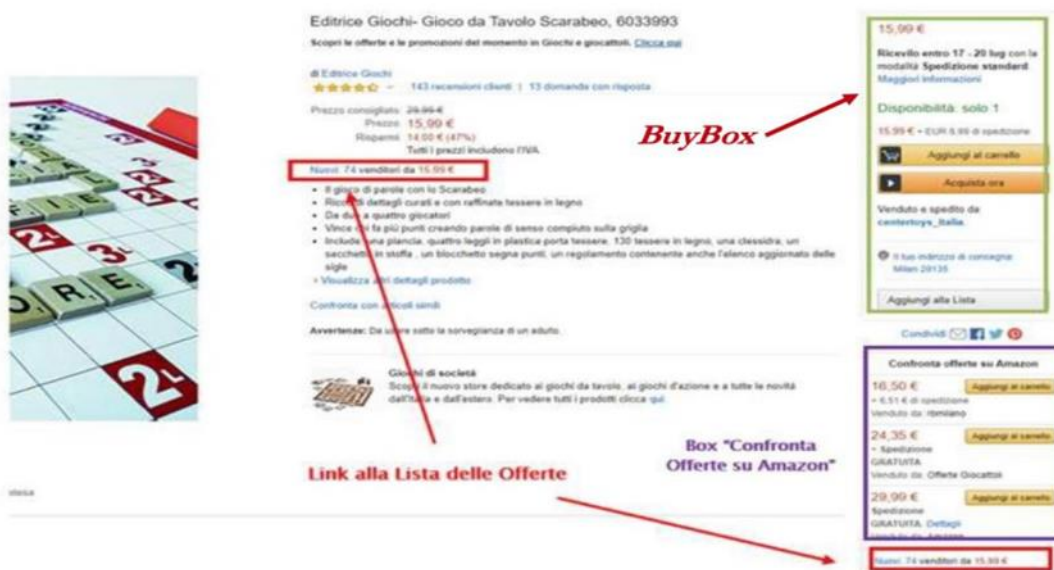 Editrice Giochi- Gioco da Tavolo Scarabeo, 6033993
Scopri le offerte e le promozioni del momento in Giochi e giocattoli. Clicca qui
di Editrice Giochi
143 recensioni clienti | 13 domande con risposta
Prezzo consigliato: 29,99 €
Prezzo: 15,99 €
Risparmi: 14,00 € (47%)
Tutti i prezzi includono l'IVA.
Nuovi: 74 venditori da 15,99 €
• Il gioco di parole con lo Scarabeo
• Ricco di dettagli curati e con raffinate tessere in legno
• Da due a quattro giocatori
• Vince chi fa più punti creando parole di senso compiuto sulla griglia
• Include una plancia, quattro leggii in plastica porta tessere, 130 tessere in legno, una clessidra, un
sacchetto in stoffa , un blocchetto segna punti, un regolamento contenente anche l'elenco aggiornato delle
sigle
› Visualizza altri dettagli prodotto
Confronta con articoli simili
Avvertenze: Da usare sotto la sorveglianza di un adulto.
Giochi di società
Scopri il nuovo store dedicato ai giochi da tavolo, ai giochi d'azione e a tutte le novità
dall'Italia e dall'estero. Per vedere tutti i prodotti clicca qui
Link alla Lista delle Offerte
BuyBox
Box "Confronta
Offerte su Amazon"
15,99 €
Ricevilo entro 17 - 20 lug con la
modalità Spedizione standard.
Maggiori informazioni
Disponibilità: solo 1
15,99 € + EUR 5,99 di spedizione
Aggiungi al carrello
Acquista ora
Venduto e spedito da
centertoys_italia.
Il tuo indirizzo di consegna:
Milan 20135
Aggiungi alla Lista
Condividi
Confronta offerte su Amazon
16,50 €
Aggiungi al carrello
+ 6,51 € di spedizione
Venduto da: rbmilano
24,35 €
Aggiungi al carrello
+ Spedizione
GRATUITA
Venduto da: Offerte Giocattoli
29,99 €
Aggiungi al carrello
Spedizione
GRATUITA. Dettagli
Venduto da: Amazon
Nuovi: 74 venditori da 15,99 €